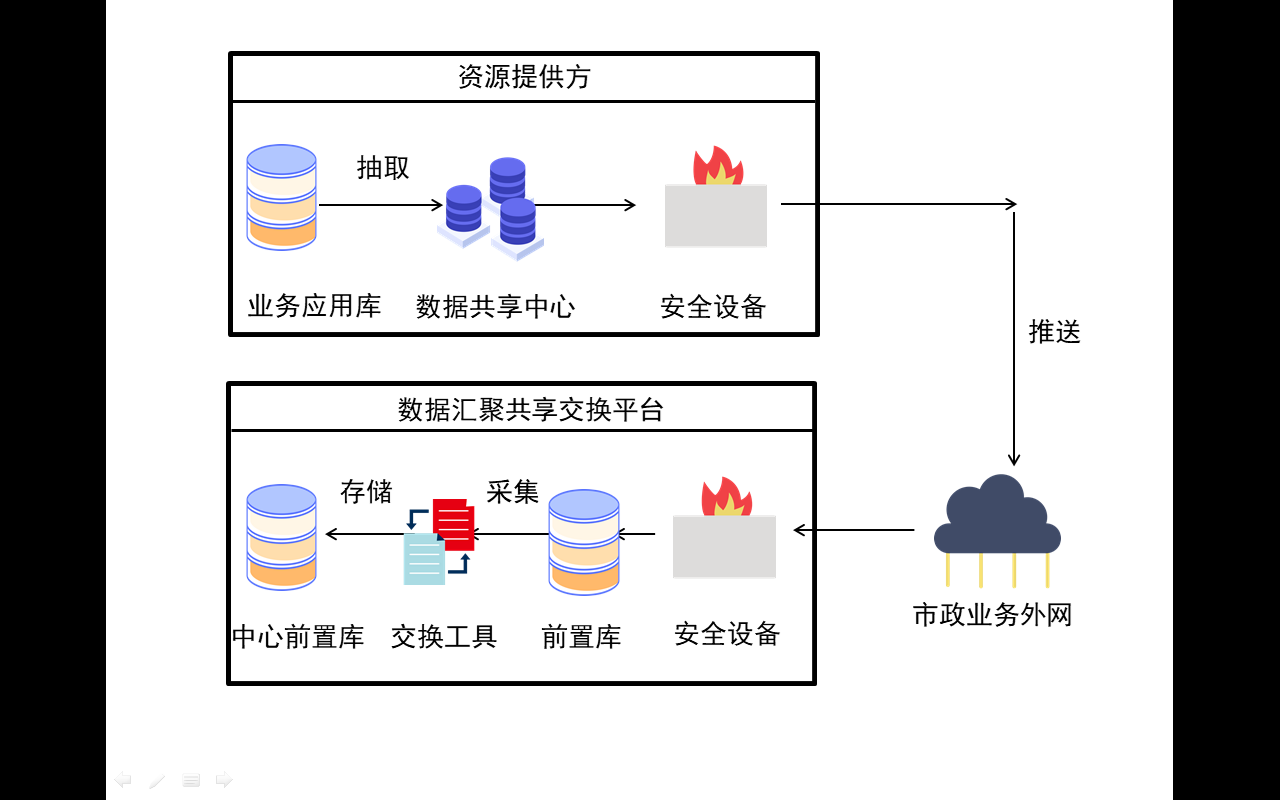 资源提供方
抽取
业务应用库
数据共享中心
安全设备
推送
数据汇聚共享交换平台
存储
采集
中心前置库
交换工具
前置库
安全设备
市政业务外网